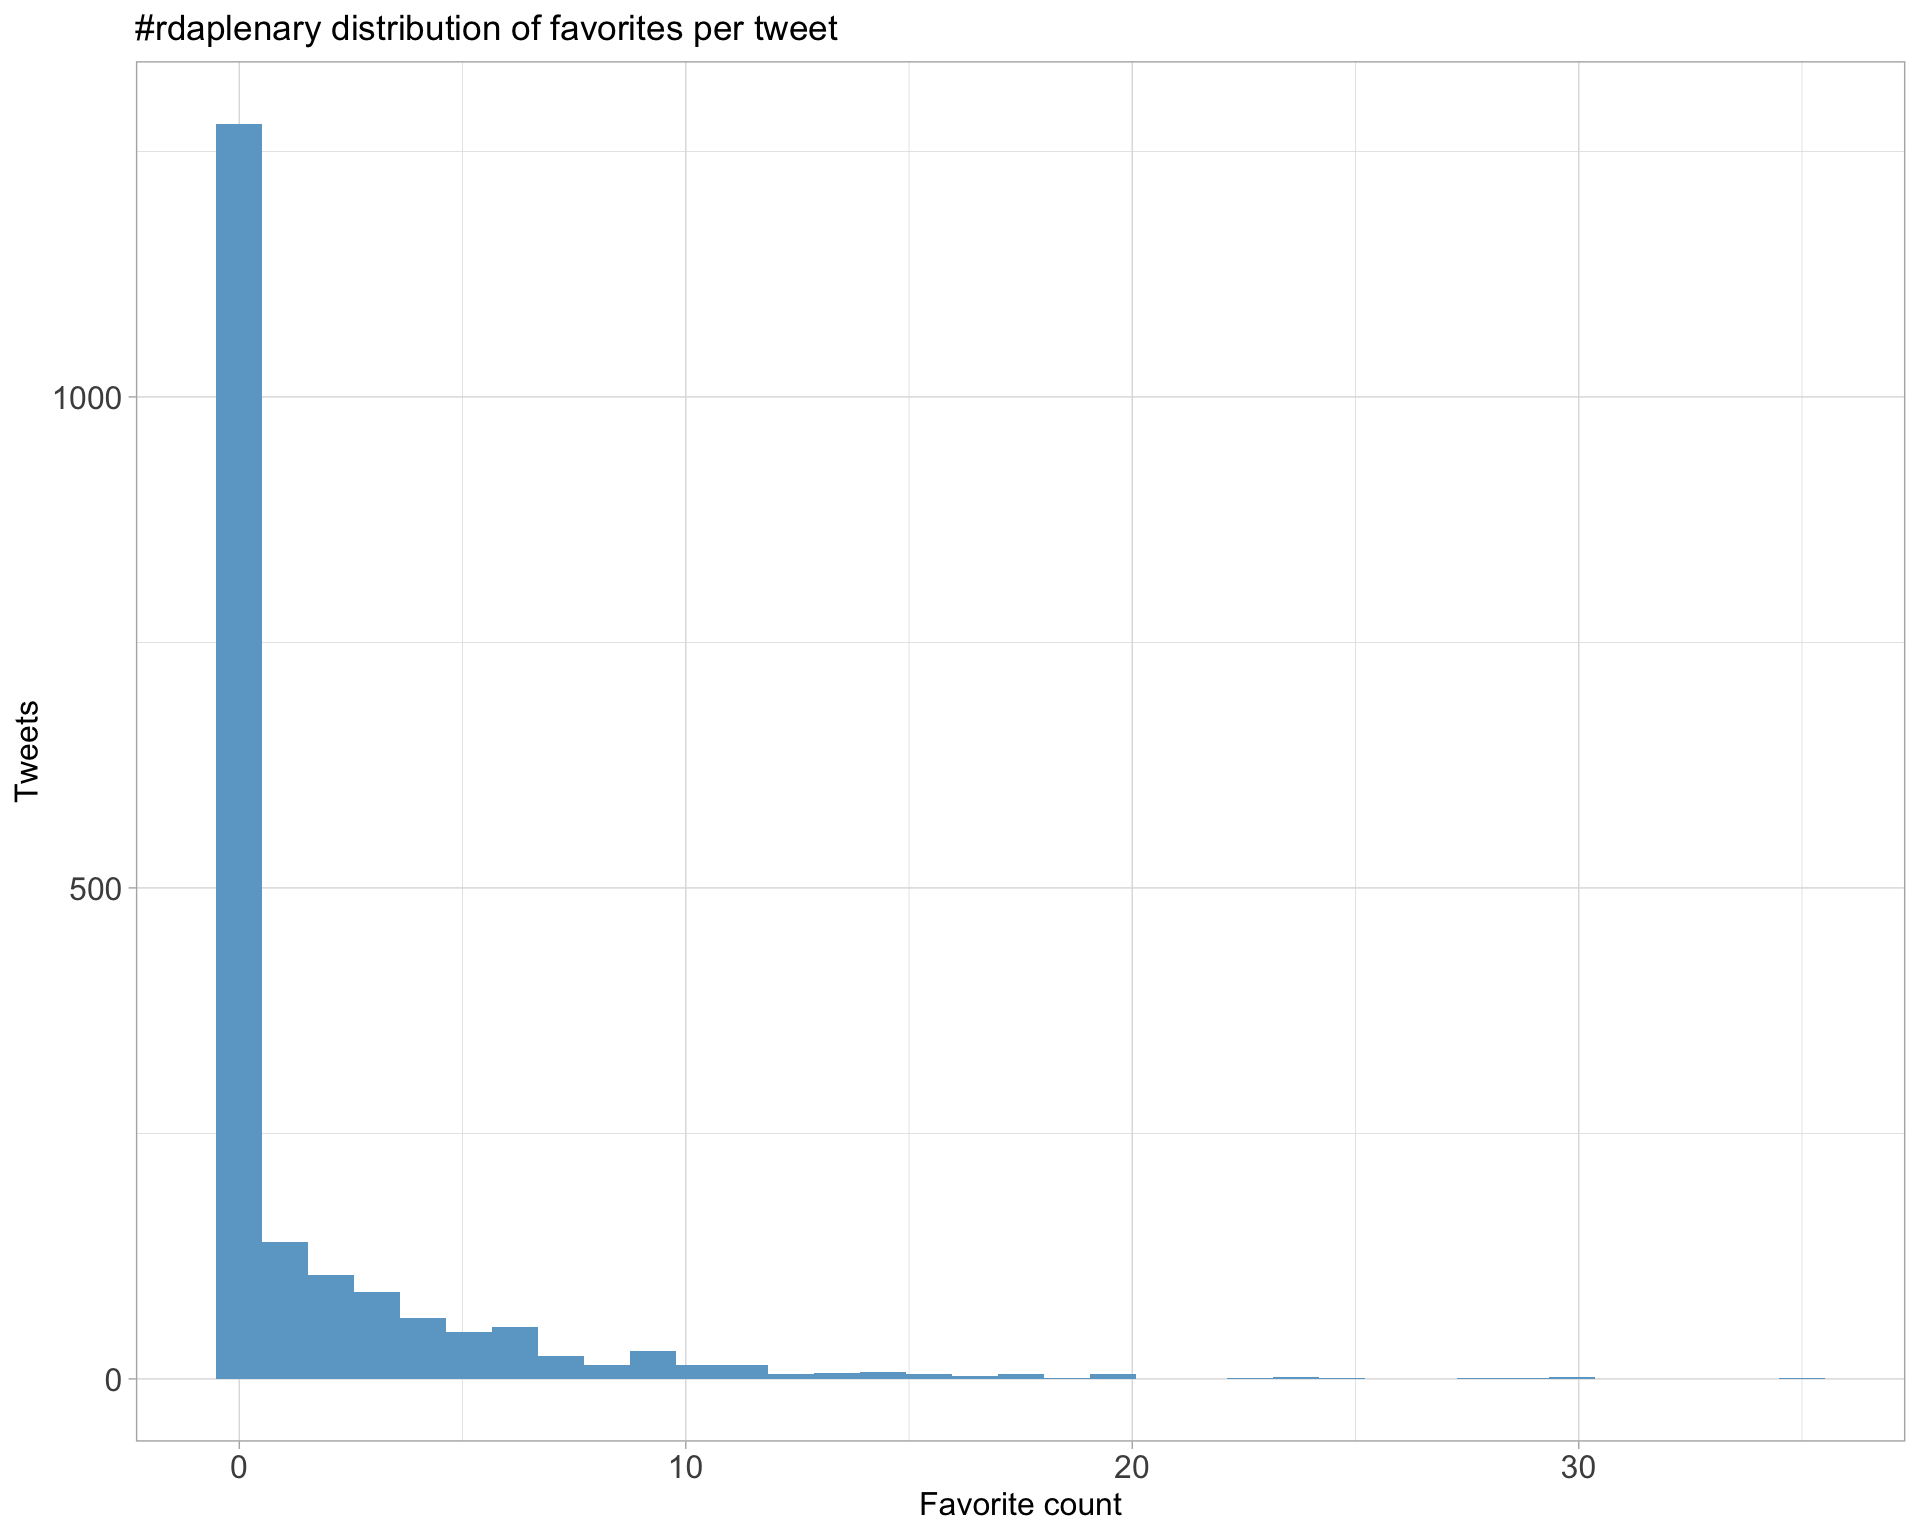 #rdaplenary distribution of favorites per tweet
1000
500
0
Tweets
0 10 20 30
Favorite count